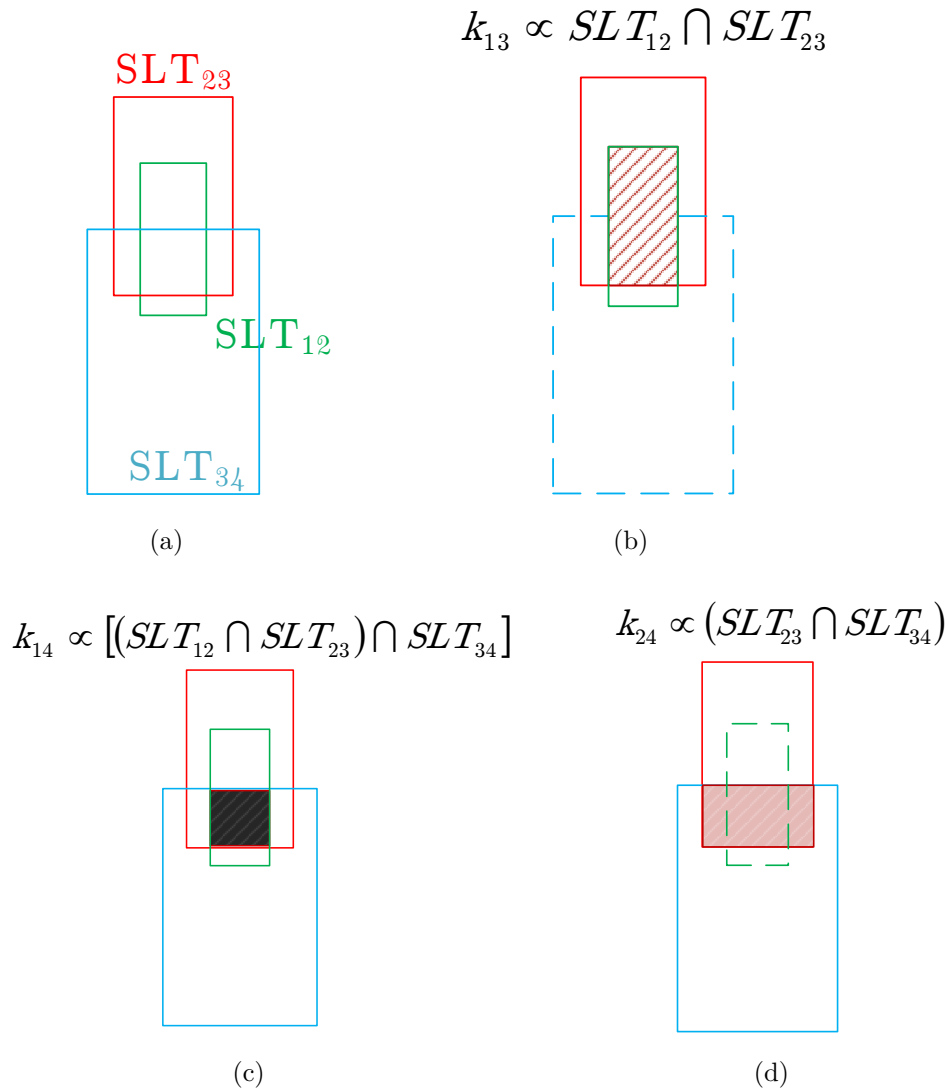 k₁₃ ∝ SLT₁₂ ⋂ SLT₂₃
SLT₂₃
SLT₁₂
SLT₃₄
(a)
(b)
k₁₄ ∝ [(SLT₁₂ ⋂ SLT₂₃) ⋂ SLT₃₄]
k₂₄ ∝ (SLT₂₃ ⋂ SLT₃₄)
(c)
(d)